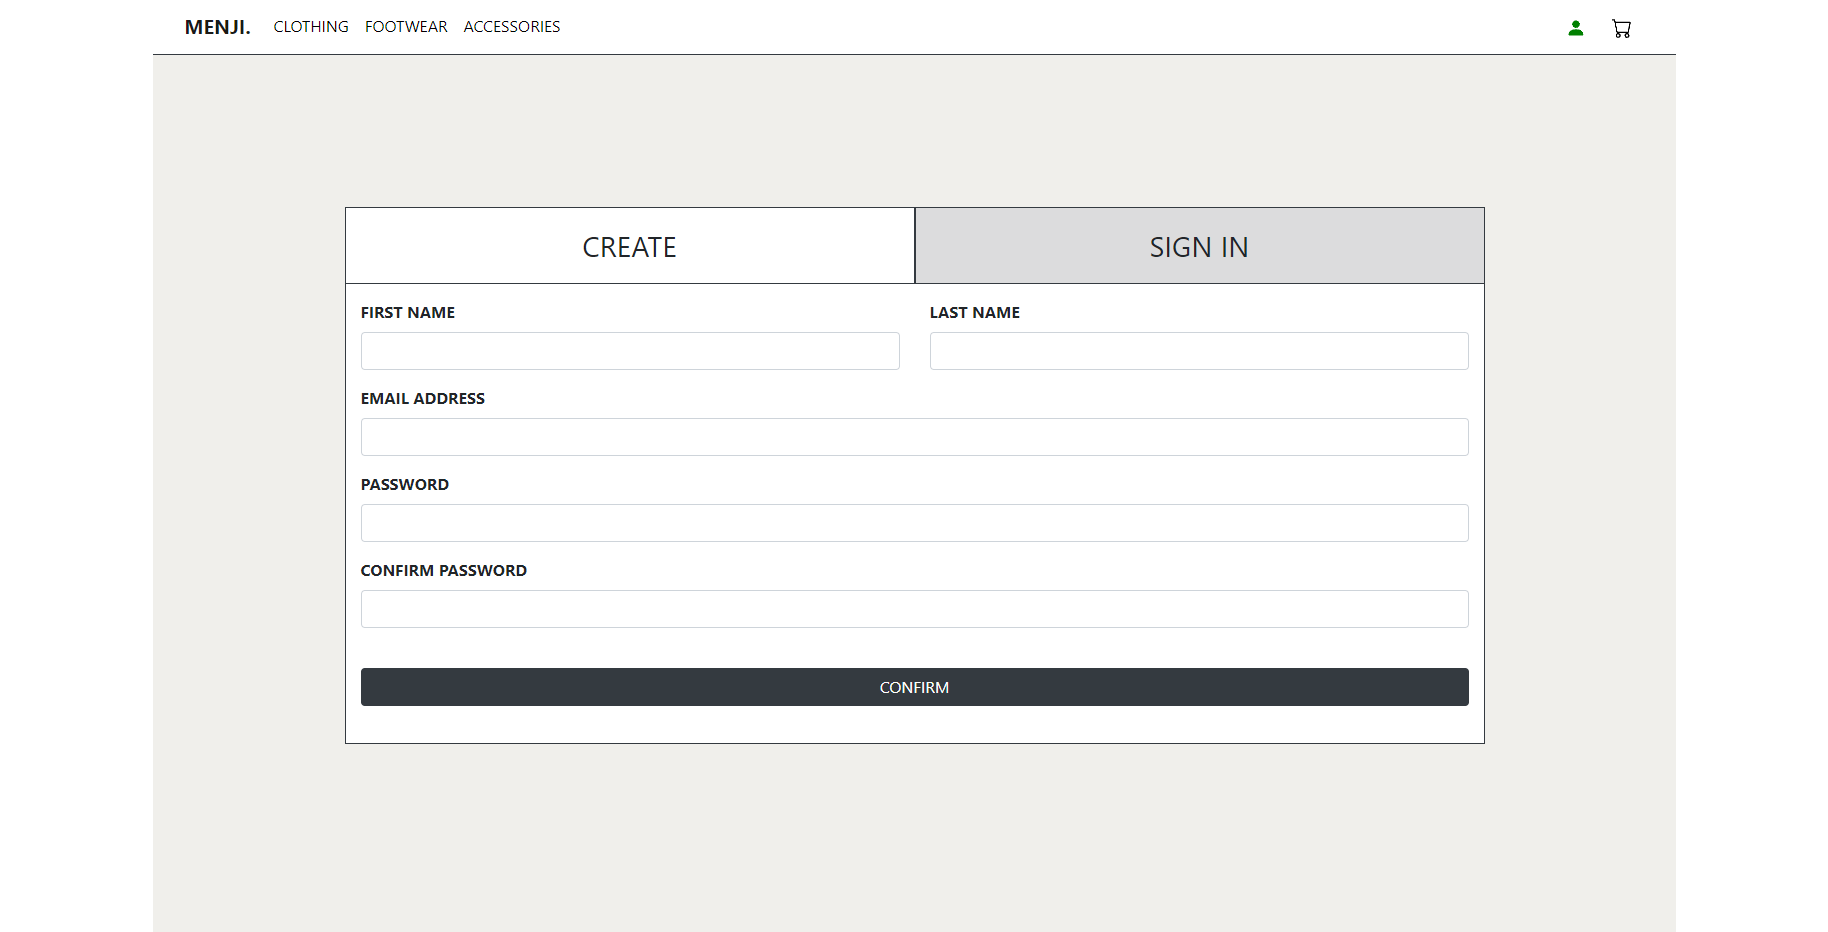 MENJI. CLOTHING FOOTWEAR ACCESSORIES
CREATE SIGN IN
FIRST NAME LAST NAME
EMAIL ADDRESS
PASSWORD
CONFIRM PASSWORD
CONFIRM